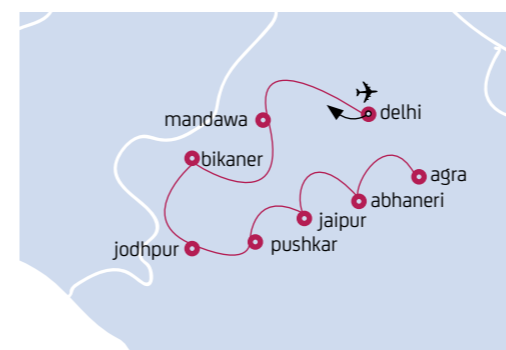 delhi
mandawa
bikaner
agra
abhaneri
jaipur
pushkar
jodhpur